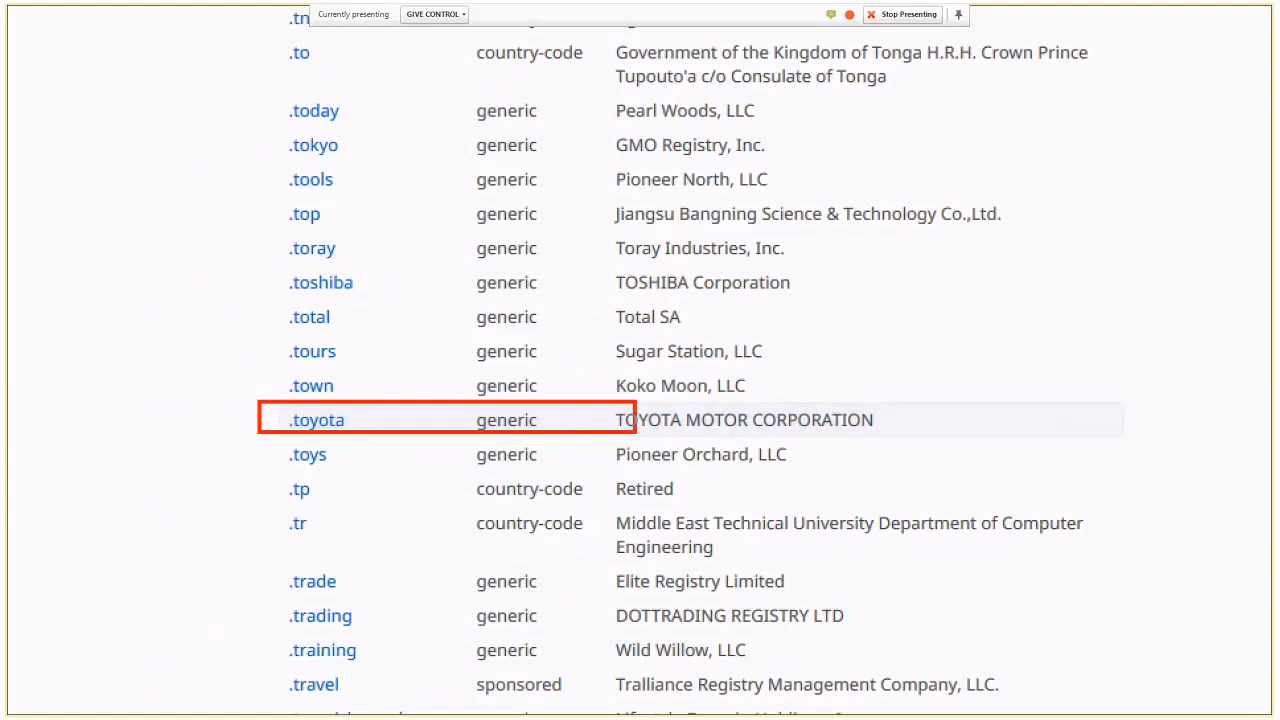 Currently presenting GIVE CONTROL Stop Presenting
.tn
.to country-code Government of the Kingdom of Tonga H.R.H. Crown Prince
Tupouto'a c/o Consulate of Tonga
.today generic Pearl Woods, LLC
.tokyo generic GMO Registry, Inc.
.tools generic Pioneer North, LLC
.top generic Jiangsu Bangning Science & Technology Co.,Ltd.
.toray generic Toray Industries, Inc.
.toshiba generic TOSHIBA Corporation
.total generic Total SA
.tours generic Sugar Station, LLC
.town generic Koko Moon, LLC
.toyota generic TOYOTA MOTOR CORPORATION
.toys generic Pioneer Orchard, LLC
.tp country-code Retired
.tr country-code Middle East Technical University Department of Computer
Engineering
.trade generic Elite Registry Limited
.trading generic DOTTRADING REGISTRY LTD
.training generic Wild Willow, LLC
.travel sponsored Tralliance Registry Management Company, LLC.